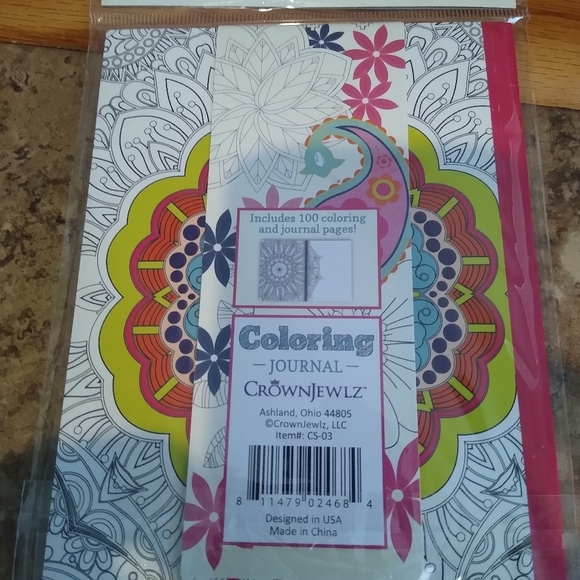 Includes 100 coloring
and journal pages!
Coloring
JOURNAL
CROWNJEWLZ™
Ashland, Ohio 44805
©CrownJewlz, LLC
Item#: CS-03
8 11479 02468 4
Designed in USA
Made in China